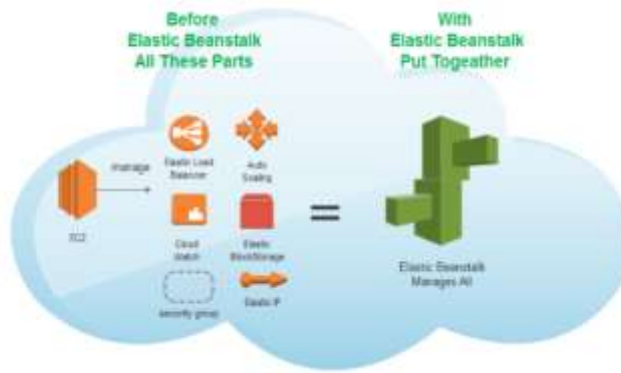 Before
Elastic Beanstalk
All These Parts
With
Elastic Beanstalk
Put Togeather
manage
EC2
Elastic Load
Balancer
Auto
Scaling
Cloud
Watch
Elastic
BlockStorage
security group
Elastic IP
=
Elastic Beanstalk
Manages All